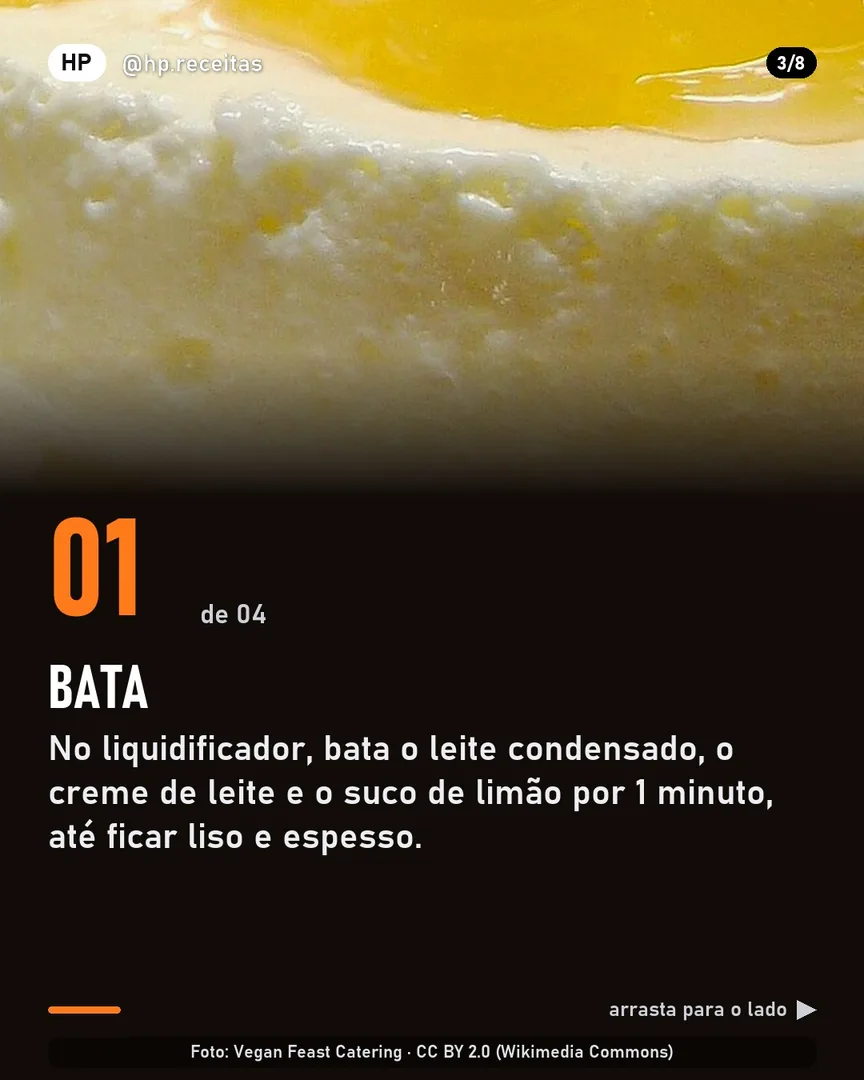 HP @hp.receitas 3/8
01 de 04
BATA
No liquidificador, bata o leite condensado, o
creme de leite e o suco de limão por 1 minuto,
até ficar liso e espesso.
arrasta para o lado ▶
Foto: Vegan Feast Catering · CC BY 2.0 (Wikimedia Commons)